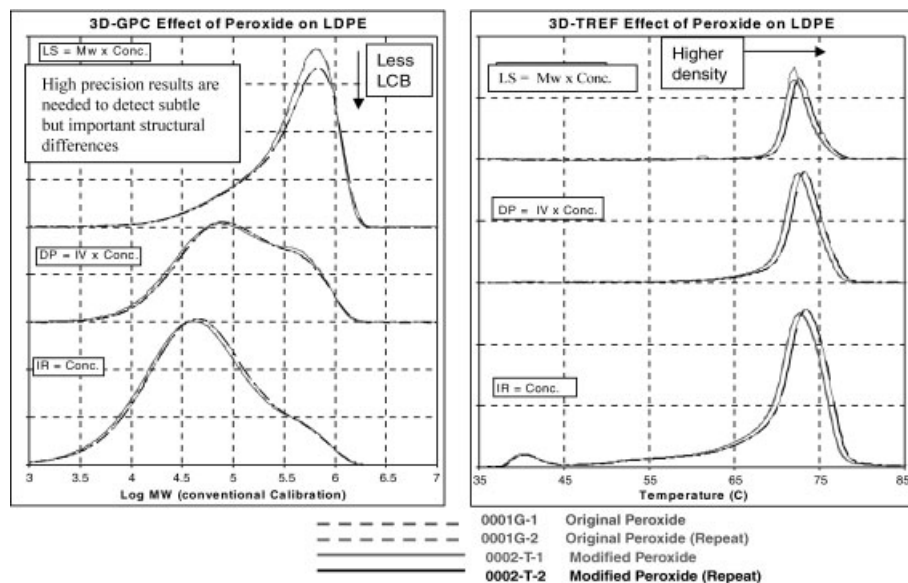 3D-GPC Effect of Peroxide on LDPE
LS = Mw x Conc.
High precision results are
needed to detect subtle
but important structural
differences
Less
LCB
DP = IV x Conc.
IR = Conc.
3 3.5 4 4.5 5 5.5 6 6.5 7
Log MW (conventional Calibration)
3D-TREF Effect of Peroxide on LDPE
Higher
density
LS = Mw x Conc.
DP = IV x Conc.
IR = Conc.
35 45 55 65 75 85
Temperature (C)
0001G-1 Original Peroxide
0001G-2 Original Peroxide (Repeat)
0002-T-1 Modified Peroxide
0002-T-2 Modified Peroxide (Repeat)